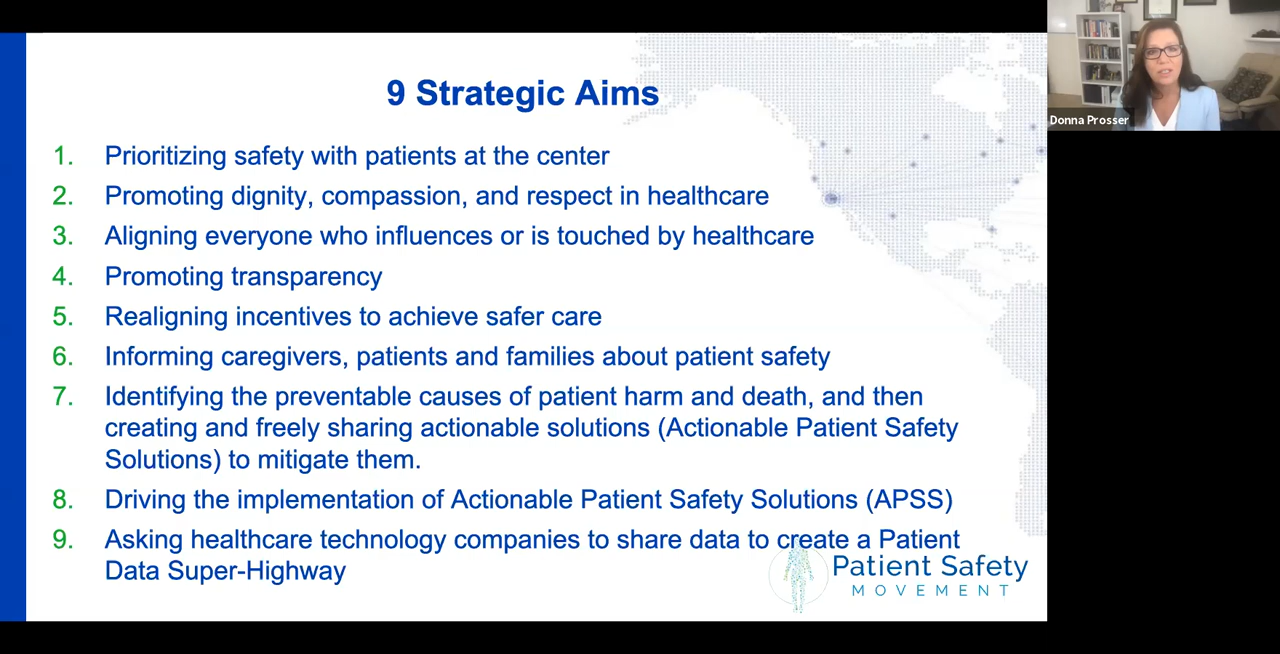 9 Strategic Aims
1. Prioritizing safety with patients at the center
2. Promoting dignity, compassion, and respect in healthcare
3. Aligning everyone who influences or is touched by healthcare
4. Promoting transparency
5. Realigning incentives to achieve safer care
6. Informing caregivers, patients and families about patient safety
7. Identifying the preventable causes of patient harm and death, and then
creating and freely sharing actionable solutions (Actionable Patient Safety
Solutions) to mitigate them.
8. Driving the implementation of Actionable Patient Safety Solutions (APSS)
9. Asking healthcare technology companies to share data to create a Patient
Data Super-Highway
Patient Safety
MOVEMENT
Donna Prosser